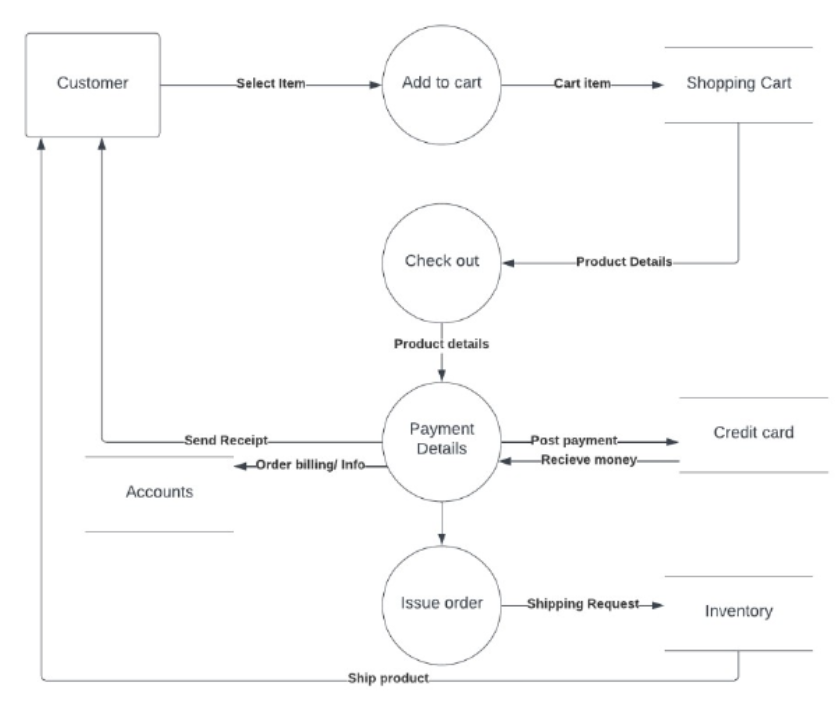 Customer
Select Item
Add to cart
Cart item
Shopping Cart
Check out
Product Details
Product details
Payment
Details
Send Receipt
Post payment
Credit card
Recieve money
Order billing/ Info
Accounts
Issue order
Shipping Request
Inventory
Ship product